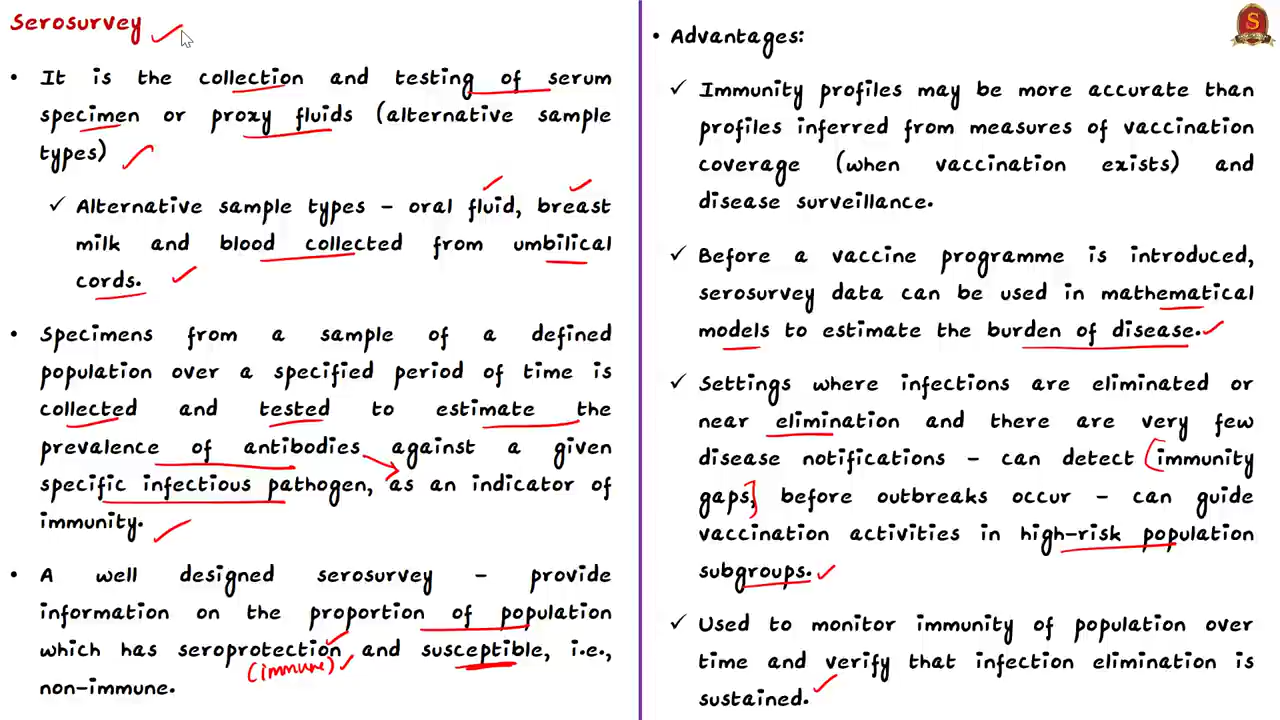 Serosurvey
• It is the collection and testing of serum
specimen or proxy fluids (alternative sample
types)
✓ Alternative sample types - oral fluid, breast
milk and blood collected from umbilical
cords.
• Specimens from a sample of a defined
population over a specified period of time is
collected and tested to estimate the
prevalence of antibodies against a given
specific infectious pathogen, as an indicator of
immunity.
• A well designed serosurvey - provide
information on the proportion of population
which has seroprotection and susceptible, i.e.,
(immune)
non-immune.
• Advantages:
✓ Immunity profiles may be more accurate than
profiles inferred from measures of vaccination
coverage (when vaccination exists) and
disease surveillance.
✓ Before a vaccine programme is introduced,
serosurvey data can be used in mathematical
models to estimate the burden of disease.
✓ Settings where infections are eliminated or
near elimination and there are very few
disease notifications - can detect immunity
gaps, before outbreaks occur - can guide
vaccination activities in high-risk population
subgroups.
✓ Used to monitor immunity of population over
time and verify that infection elimination is
sustained.
S